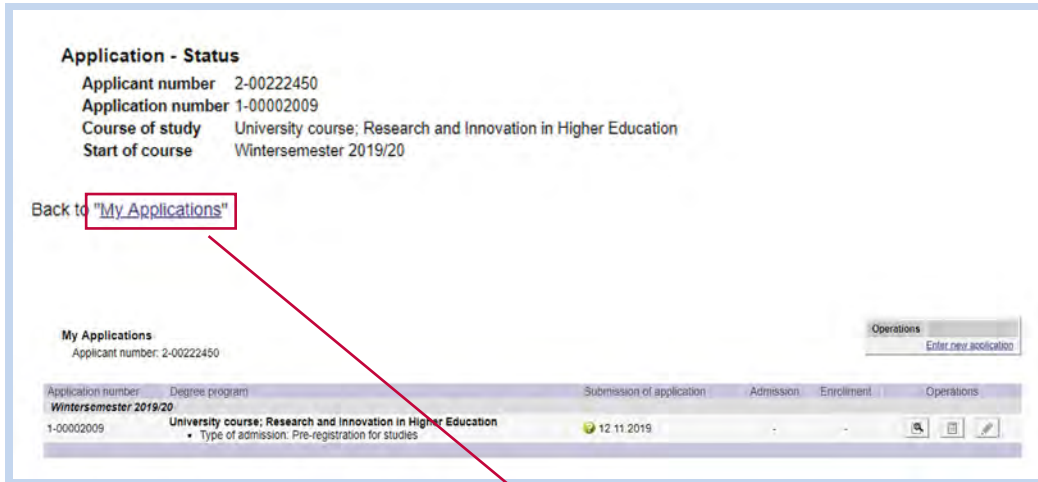 Application - Status
Applicant number 2-00222450
Application number 1-00002009
Course of study University course; Research and Innovation in Higher Education
Start of course Wintersemester 2019/20
Back to "My Applications"
My Applications
Applicant number: 2-00222450
Operations
Enter new application
Application number Degree program Submission of application Admission Enrollment Operations
Wintersemester 2019/20
1-00002009 University course; Research and Innovation in Higher Education 12.11.2019 - -
• Type of admission: Pre-registration for studies